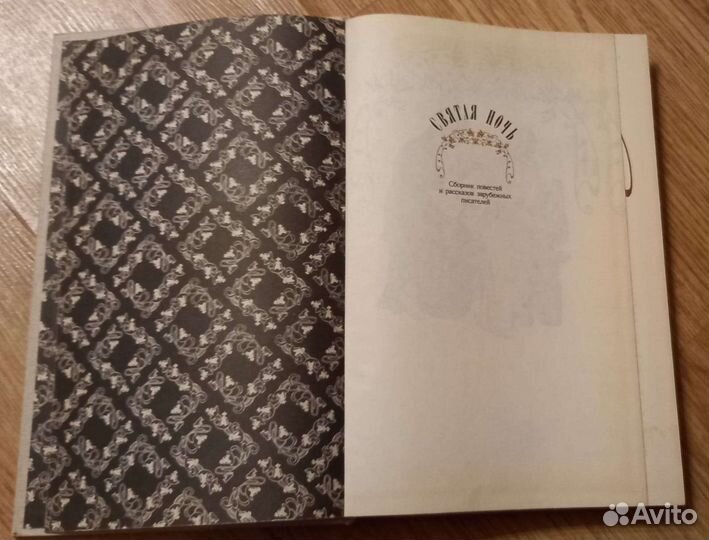 СВЯТАЯ НОЧЬ
Сборник повестей
и рассказов зарубежных
писателей
Avito